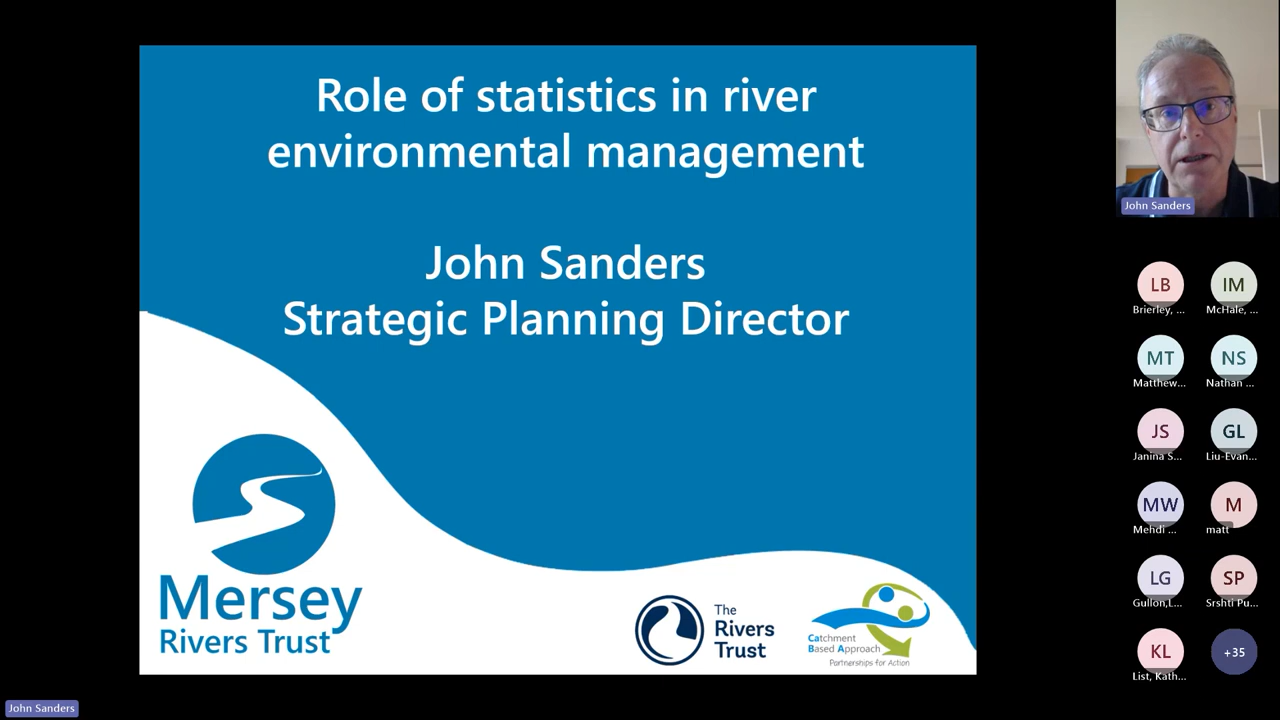 Role of statistics in river
environmental management
John Sanders
Strategic Planning Director
Mersey
Rivers Trust
The
Rivers
Trust
Catchment
Based Approach
Partnerships for Action
John Sanders
LB
Brierley, ...
IM
McHale, ...
MT
Matthew...
NS
Nathan ...
JS
Janina S...
GL
Liu-Evan...
MW
Mehdi ...
M
matt
LG
Gullon,L...
SP
Srshti Pu...
KL
List, Kath...
+35
John Sanders